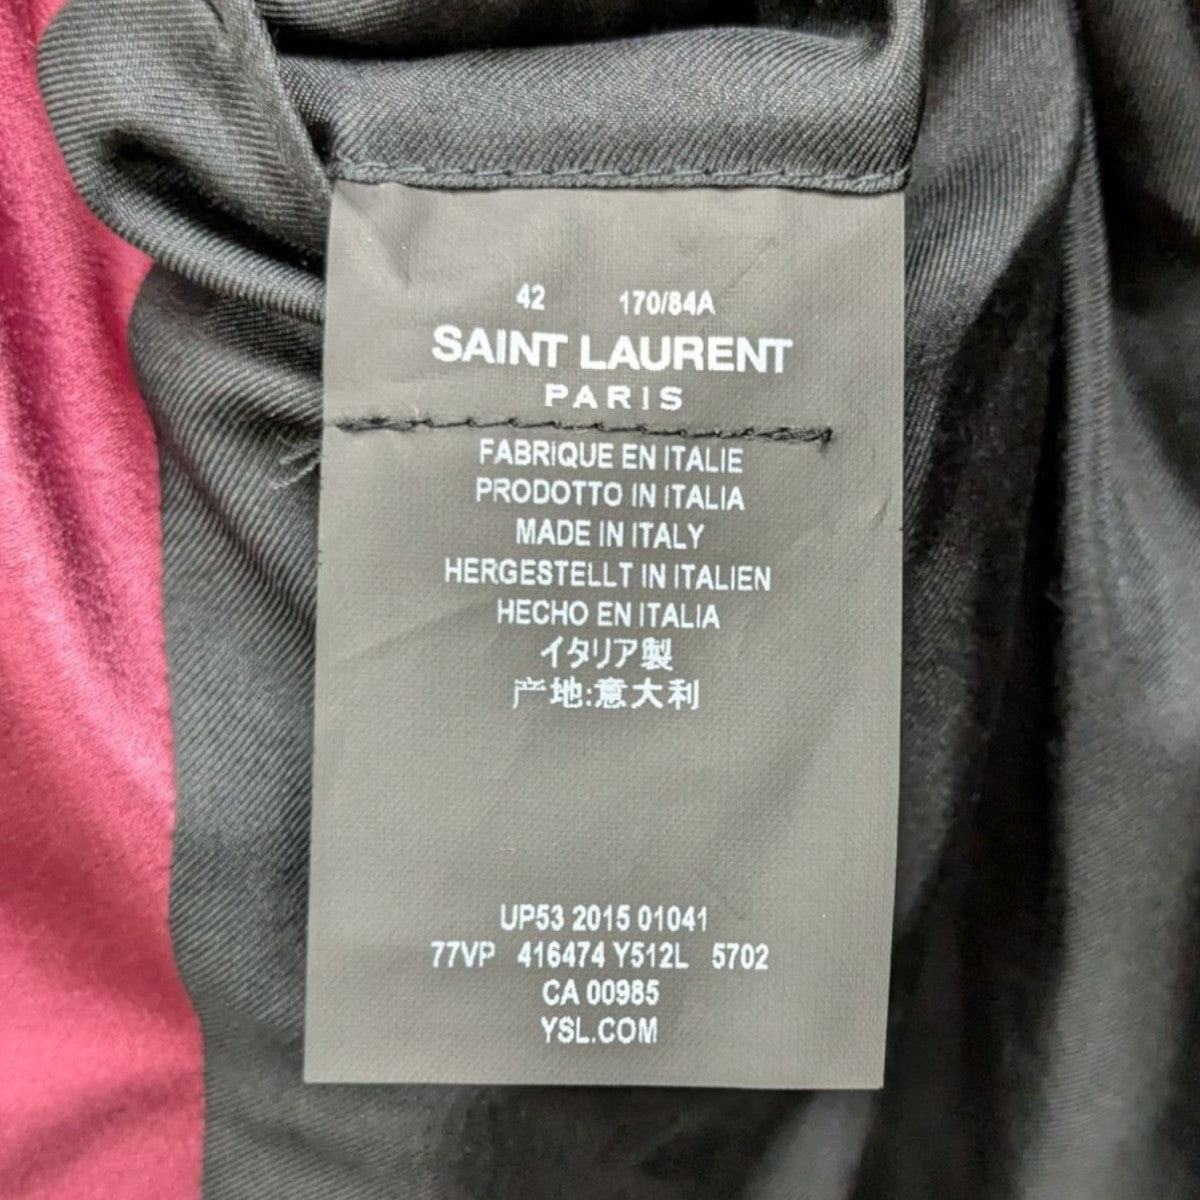 42 170/84A
SAINT LAURENT
PARIS
FABRIQUE EN ITALIE
PRODOTTO IN ITALIA
MADE IN ITALY
HERGESTELLT IN ITALIEN
HECHO EN ITALIA
イタリア製
产地:意大利
UP53 2015 01041
77VP 416474 Y512L 5702
CA 00985
YSL.COM